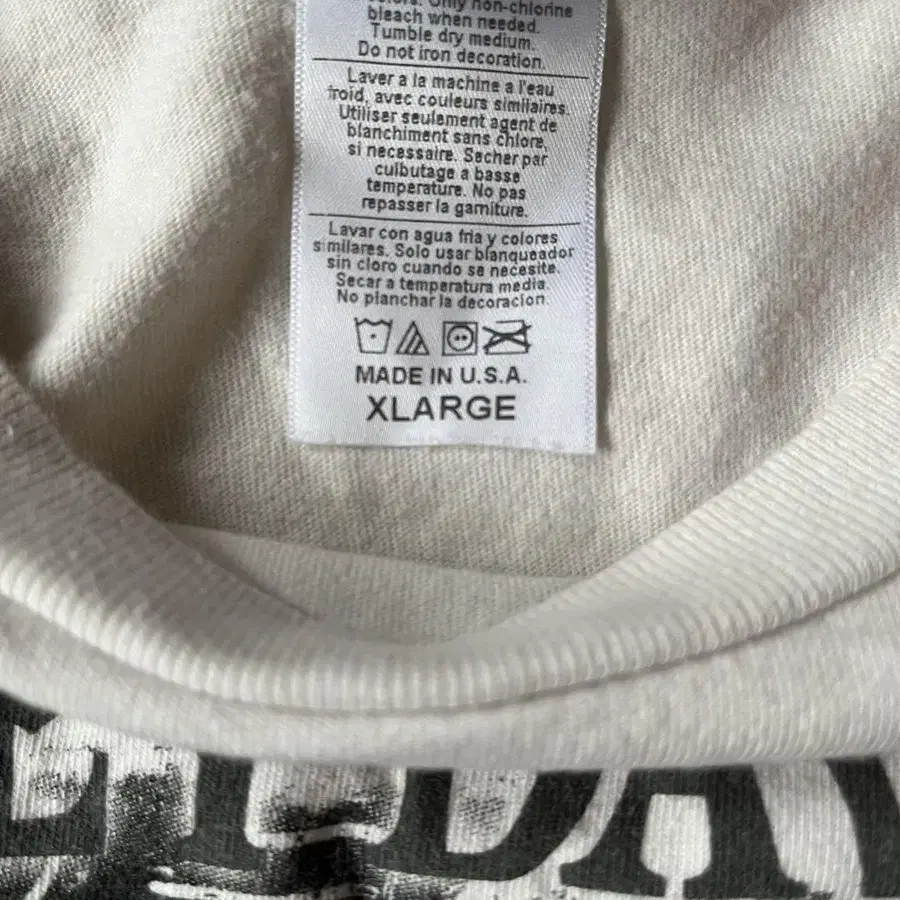 Only non-chlorine
bleach when needed.
Tumble dry medium.
Do not iron decoration.
Laver a la machine a l'eau
froid, avec couleurs similaires.
Utiliser seulement agent de
blanchiment sans chlore,
si necessaire. Secher par
culbutage a basse
temperature. No pas
repasser la garniture.
Lavar con agua fria y colores
similares. Solo usar blanqueador
sin cloro cuando se necesite.
Secar a temperatura media.
No planchar la decoracion.
MADE IN U.S.A.
XLARGE